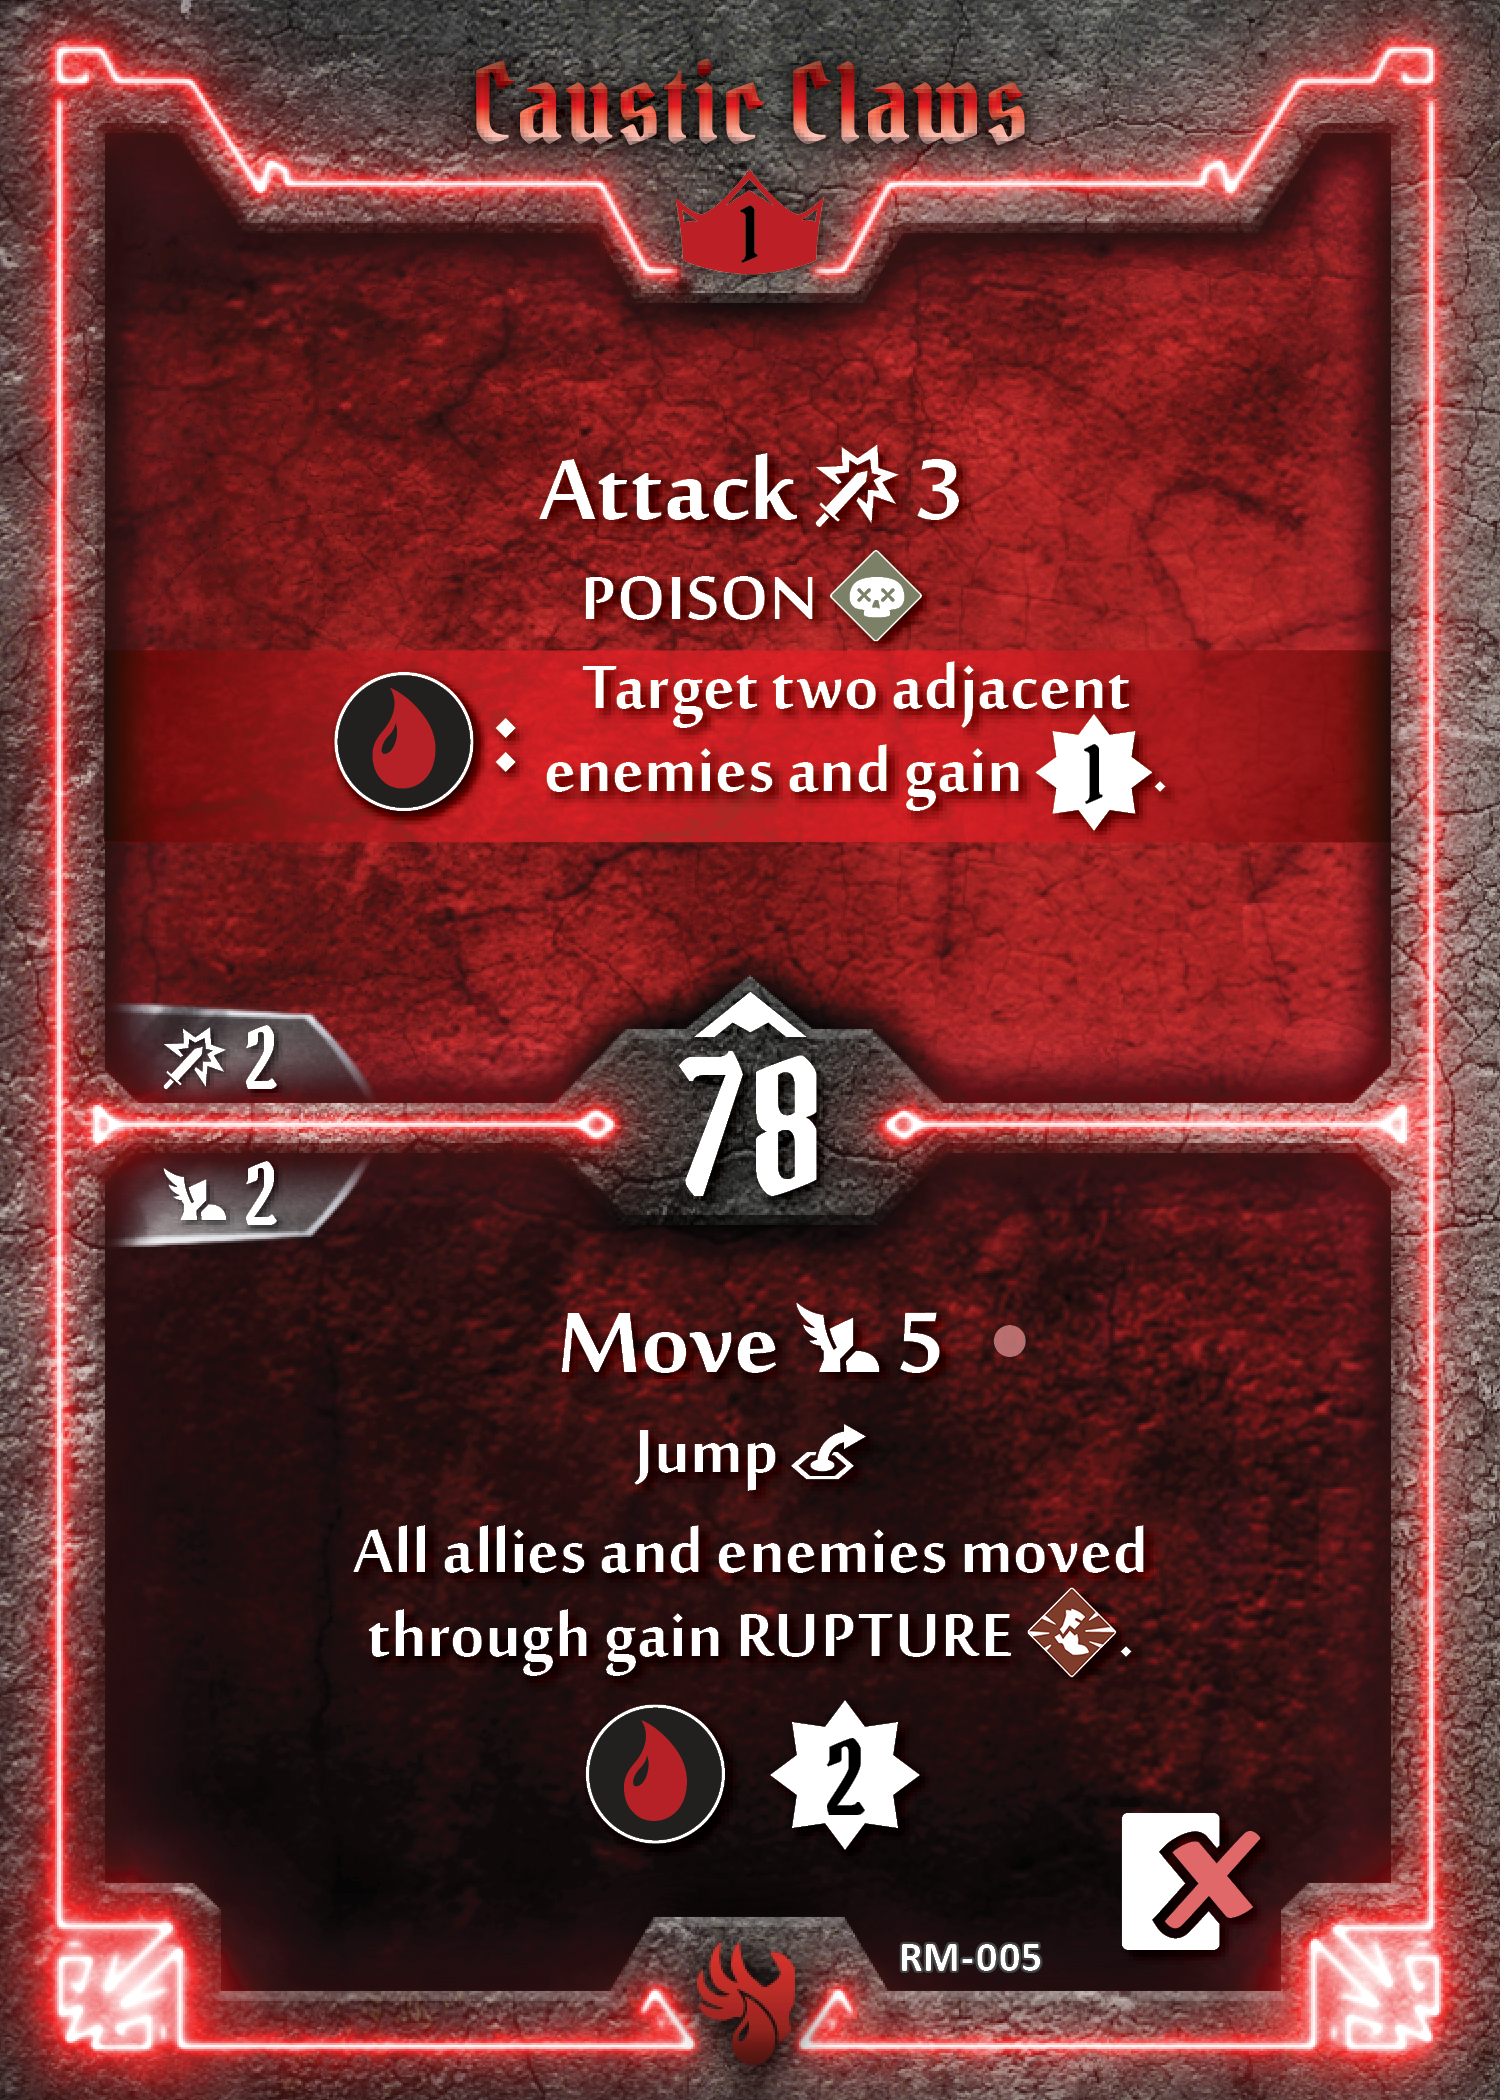 Caustic Claws
1
Attack 3
POISON
: Target two adjacent
enemies and gain 1.
2
78
2
Move 5
Jump
All allies and enemies moved
through gain RUPTURE .
2
RM-005